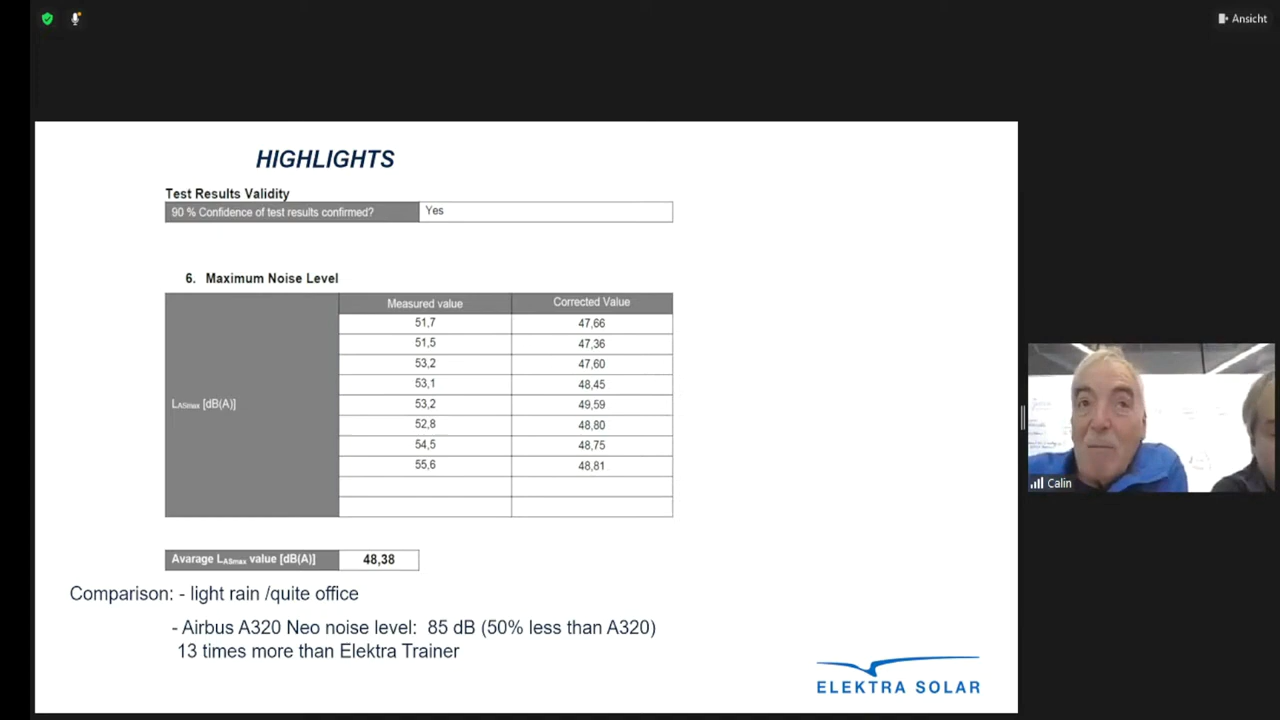 Ansicht
HIGHLIGHTS
Test Results Validity
90 % Confidence of test results confirmed? Yes
6. Maximum Noise Level
Measured value Corrected Value
51,7 47,66
51,5 47,36
53,2 47,60
53,1 48,45
LASmax [dB(A)] 53,2 49,59
52,8 48,80
54,5 48,75
55,6 48,81
Avarage LASmax value [dB(A)] 48,38
Comparison: - light rain /quite office
- Airbus A320 Neo noise level: 85 dB (50% less than A320)
13 times more than Elektra Trainer
ELEKTRA SOLAR
Calin